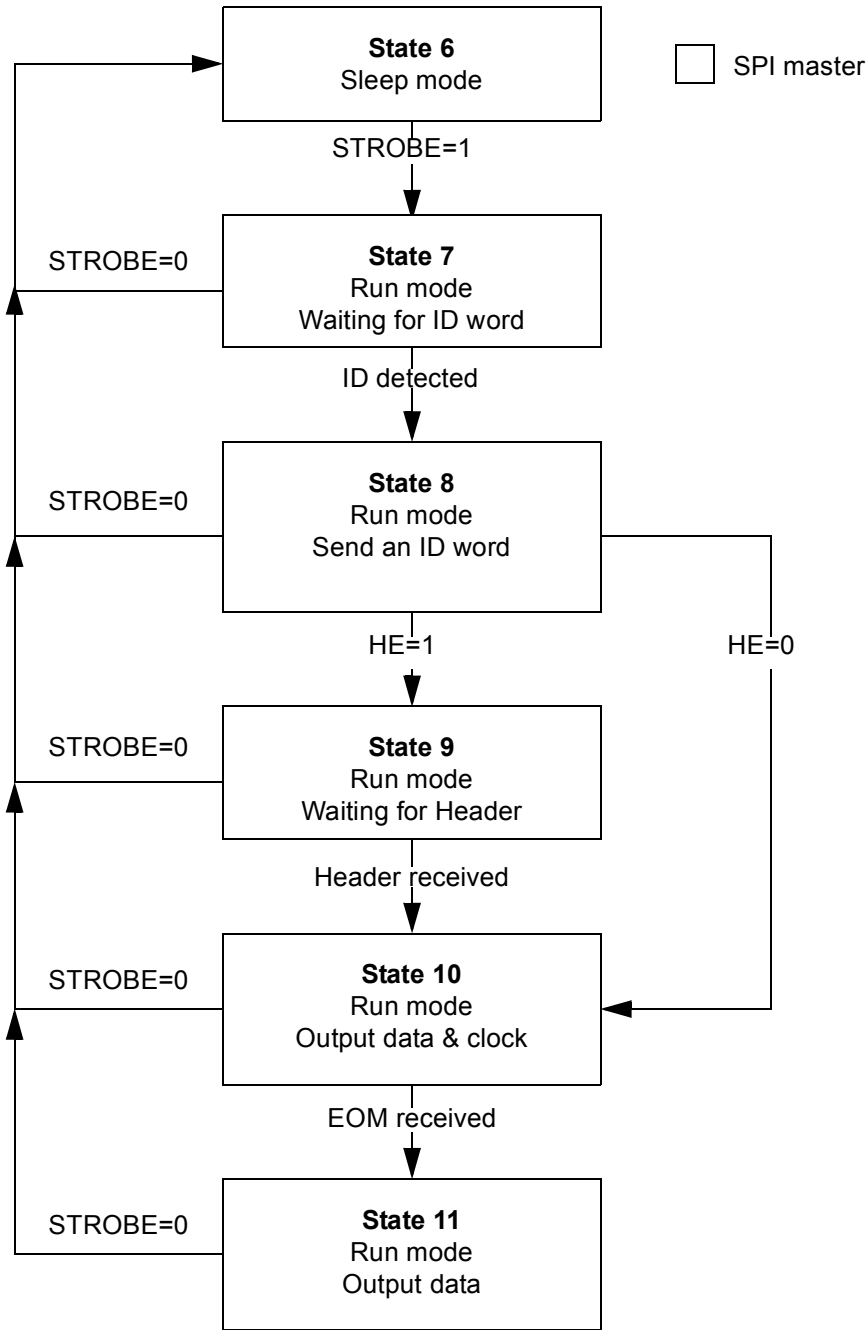 State 6
Sleep mode
SPI master
STROBE=1
STROBE=0
State 7
Run mode
Waiting for ID word
ID detected
STROBE=0
State 8
Run mode
Send an ID word
HE=1
HE=0
STROBE=0
State 9
Run mode
Waiting for Header
Header received
STROBE=0
State 10
Run mode
Output data & clock
EOM received
STROBE=0
State 11
Run mode
Output data